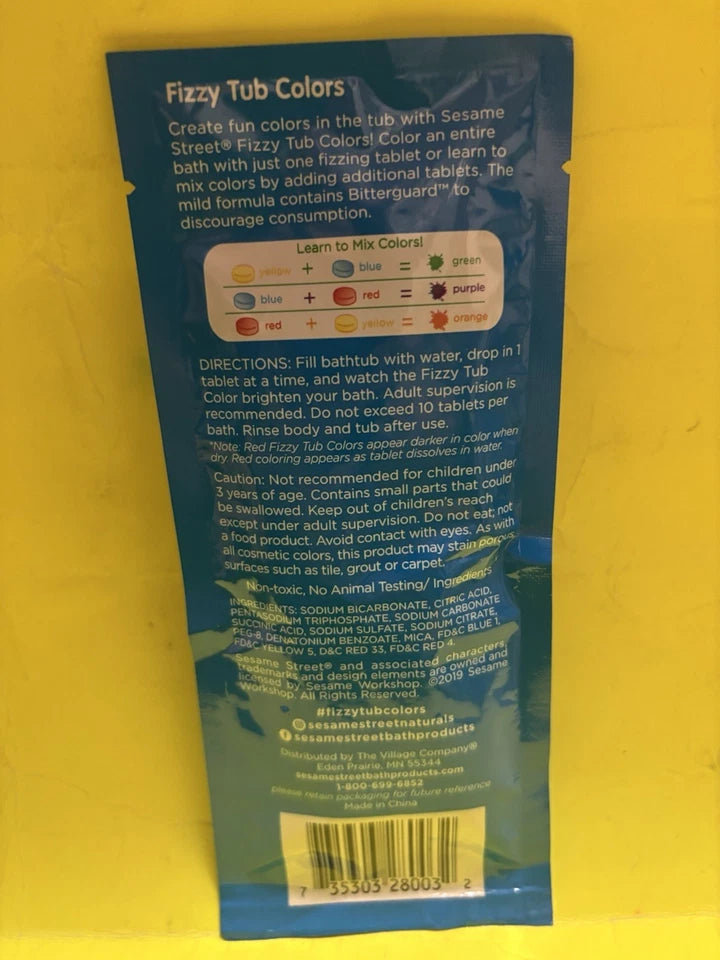 Fizzy Tub Colors
Create fun colors in the tub with Sesame
Street® Fizzy Tub Colors! Color an entire
bath with just one fizzing tablet or learn to
mix colors by adding additional tablets. The
mild formula contains Bitterguard™ to
discourage consumption.
Learn to Mix Colors!
yellow + blue = green
blue + red = purple
red + yellow = orange
DIRECTIONS: Fill bathtub with water, drop in 1
tablet at a time, and watch the Fizzy Tub
Color brighten your bath. Adult supervision is
recommended. Do not exceed 10 tablets per
bath. Rinse body and tub after use.
*Note: Red Fizzy Tub Colors appear darker in color when
dry. Red coloring appears as tablet dissolves in water.
Caution: Not recommended for children under
3 years of age. Contains small parts that could
be swallowed. Keep out of children's reach
except under adult supervision. Do not eat; not
a food product. Avoid contact with eyes. As with
all cosmetic colors, this product may stain porous
surfaces such as tile, grout or carpet.
Non-toxic, No Animal Testing/ Ingredients
INGREDIENTS: SODIUM BICARBONATE, CITRIC ACID,
PENTASODIUM TRIPHOSPHATE, SODIUM CARBONATE
SUCCINIC ACID, SODIUM SULFATE, SODIUM CITRATE,
PEG-8, DENATONIUM BENZOATE, MICA, FD&C BLUE 1,
FD&C YELLOW 5, D&C RED 33, FD&C RED 4.
Sesame Street® and associated characters,
trademarks and design elements are owned and
licensed by Sesame Workshop. ©2019 Sesame
Workshop. All Rights Reserved.
#fizzytubcolors
sesamestreetnaturals
sesamestreetbathproducts
Distributed by The Village Company®
Eden Prairie, MN 55344
sesamestreetbathproducts.com
1-800-699-6852
please retain packaging for future reference
Made in China
7 35303 28003 2